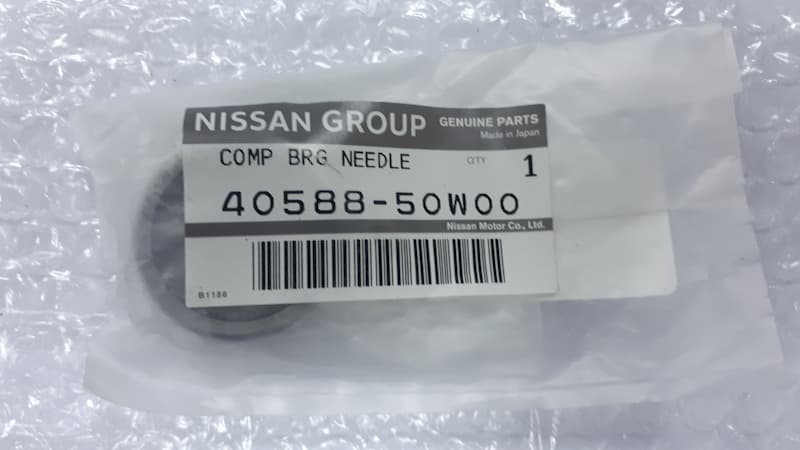 NISSAN GROUP GENUINE PARTS
Made in Japan
COMP BRG NEEDLE QTY 1
40588-50W00
Nissan Motor Co., Ltd.
B1186